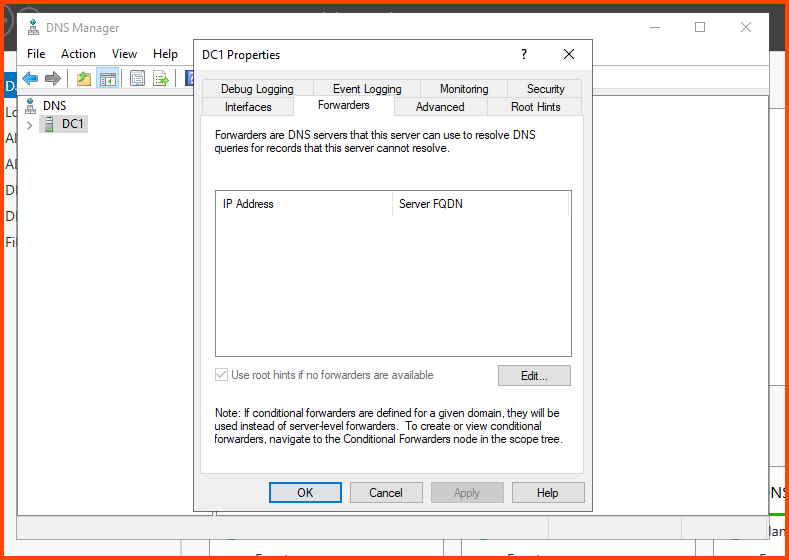 DNS Manager
File Action View Help
DNS
DC1
DC1 Properties
?
Debug Logging Event Logging Monitoring Security
Interfaces Forwarders Advanced Root Hints
Forwarders are DNS servers that this server can use to resolve DNS
queries for records that this server cannot resolve.
IP Address Server FQDN
Use root hints if no forwarders are available
Edit...
Note: If conditional forwarders are defined for a given domain, they will be
used instead of server-level forwarders. To create or view conditional
forwarders, navigate to the Conditional Forwarders node in the scope tree.
OK Cancel Apply Help